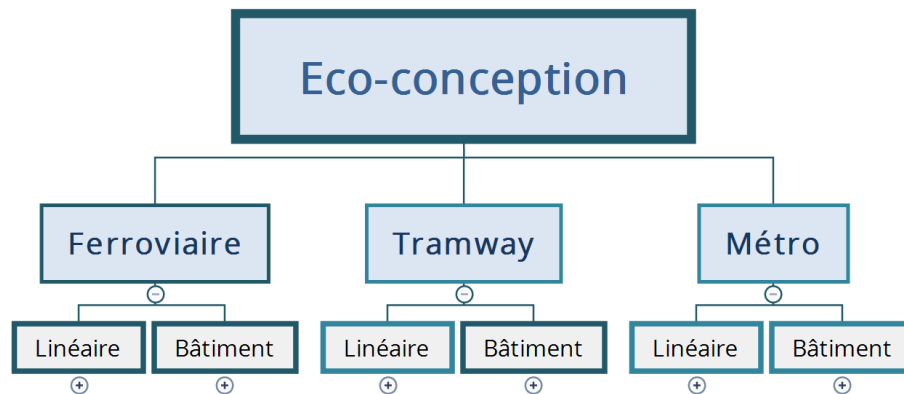 Eco-conception
Ferroviaire
Tramway
Métro
Linéaire
Bâtiment
Linéaire
Bâtiment
Linéaire
Bâtiment